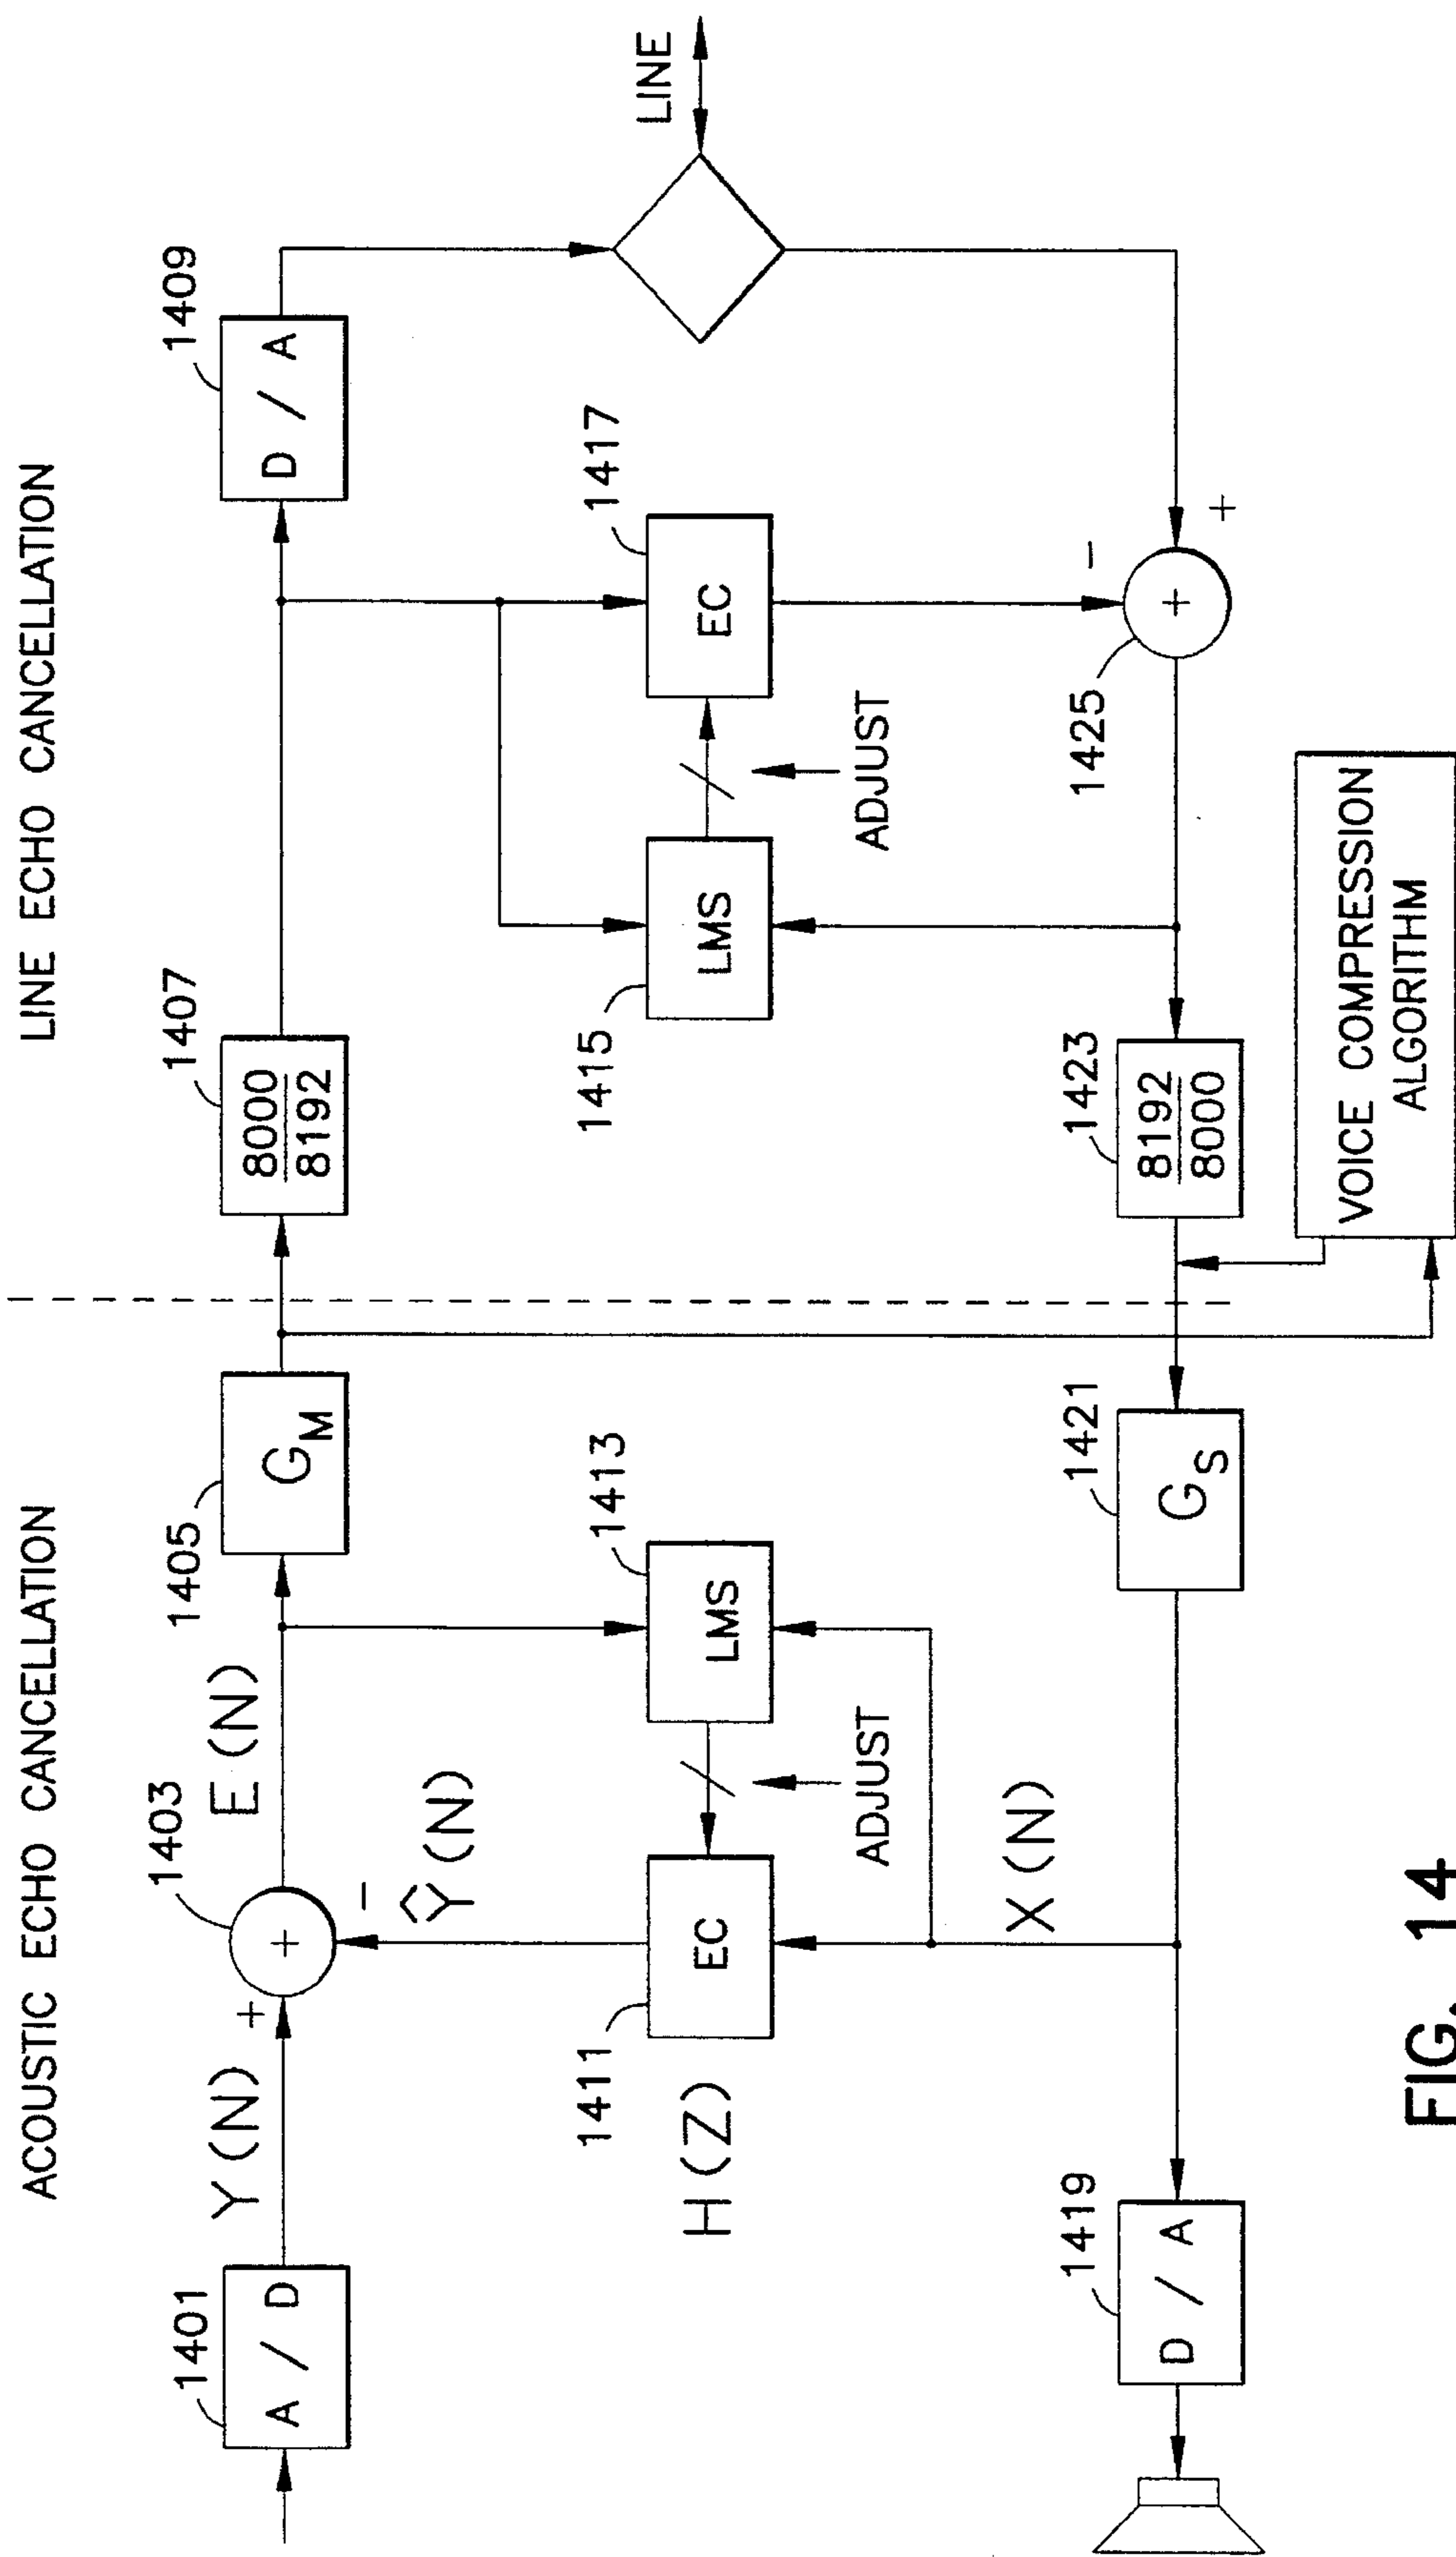 ACOUSTIC ECHO CANCELLATION
LINE ECHO CANCELLATION
1401
A / D
Y(N)
+
1403
+
−
E(N)
1405
G_M
1407
8000
8192
1409
D / A
Ŷ(N)
1411
EC
H(Z)
1413
LMS
ADJUST
1415
LMS
1417
EC
ADJUST
LINE
X(N)
1419
D / A
1421
G_S
1423
8192
8000
1425
+
−
+
VOICE COMPRESSION
ALGORITHM
FIG. 14